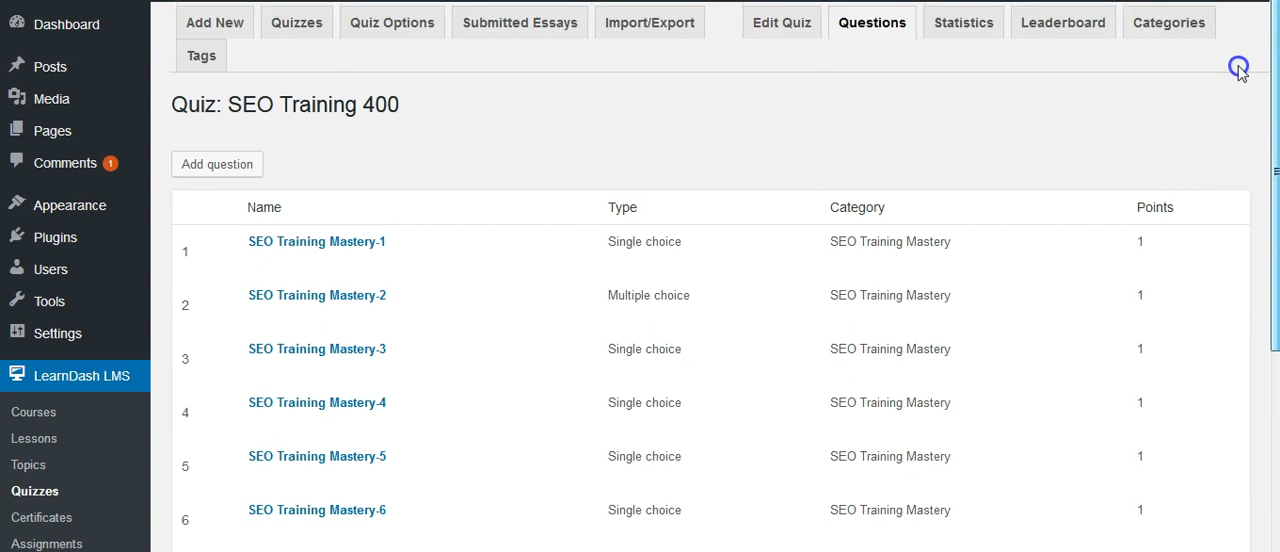 Dashboard
Posts
Media
Pages
Comments 1
Appearance
Plugins
Users
Tools
Settings
LearnDash LMS
Courses
Lessons
Topics
Quizzes
Certificates
Assignments
Add New Quizzes Quiz Options Submitted Essays Import/Export Edit Quiz Questions Statistics Leaderboard Categories
Tags
Quiz: SEO Training 400
Add question
Name Type Category Points
1 SEO Training Mastery-1 Single choice SEO Training Mastery 1
2 SEO Training Mastery-2 Multiple choice SEO Training Mastery 1
3 SEO Training Mastery-3 Single choice SEO Training Mastery 1
4 SEO Training Mastery-4 Single choice SEO Training Mastery 1
5 SEO Training Mastery-5 Single choice SEO Training Mastery 1
6 SEO Training Mastery-6 Single choice SEO Training Mastery 1